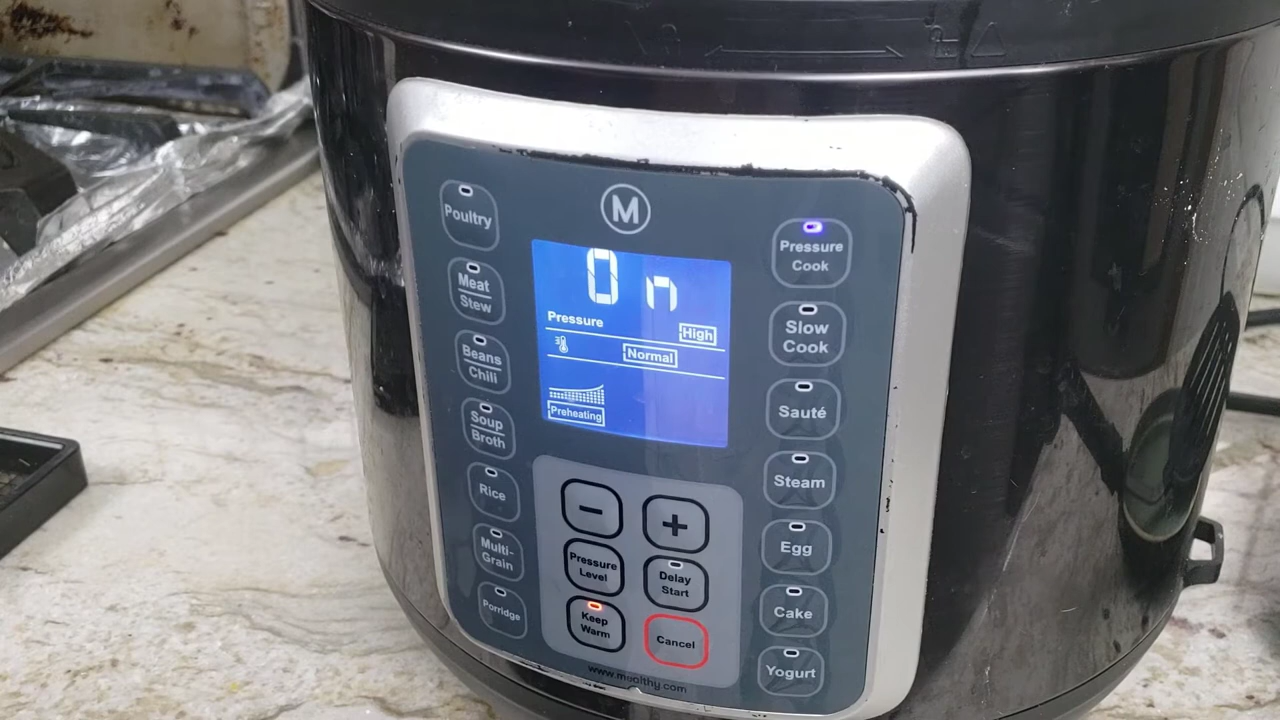 M
Poultry
Meat
Stew
Beans
Chili
Soup
Broth
Rice
Multi-
Grain
Porridge
On
Pressure
High
Normal
Preheating
−
+
Pressure
Level
Delay
Start
Keep
Warm
Cancel
www.mealthy.com
Pressure
Cook
Slow
Cook
Sauté
Steam
Egg
Cake
Yogurt